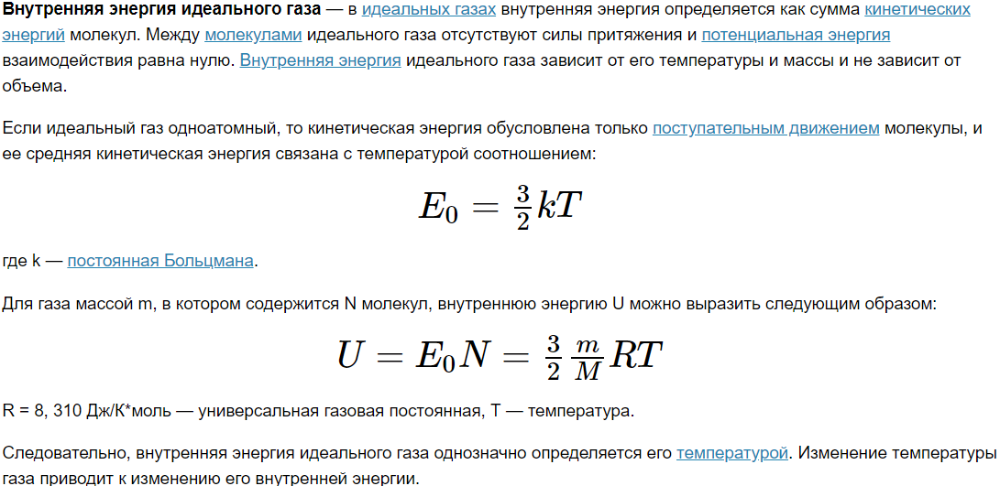 Внутренняя энергия идеального газа — в идеальных газах внутренняя энергия определяется как сумма кинетических
энергий молекул. Между молекулами идеального газа отсутствуют силы притяжения и потенциальная энергия
взаимодействия равна нулю. Внутренняя энергия идеального газа зависит от его температуры и массы и не зависит от
объема.
Если идеальный газ одноатомный, то кинетическая энергия обусловлена только поступательным движением молекулы, и
ее средняя кинетическая энергия связана с температурой соотношением:
E₀ = 3/2 kT
где k — постоянная Больцмана.
Для газа массой m, в котором содержится N молекул, внутреннюю энергию U можно выразить следующим образом:
U = E₀N = 3/2 m/M RT
R = 8, 310 Дж/К*моль — универсальная газовая постоянная, T — температура.
Следовательно, внутренняя энергия идеального газа однозначно определяется его температурой. Изменение температуры
газа приводит к изменению его внутренней энергии.